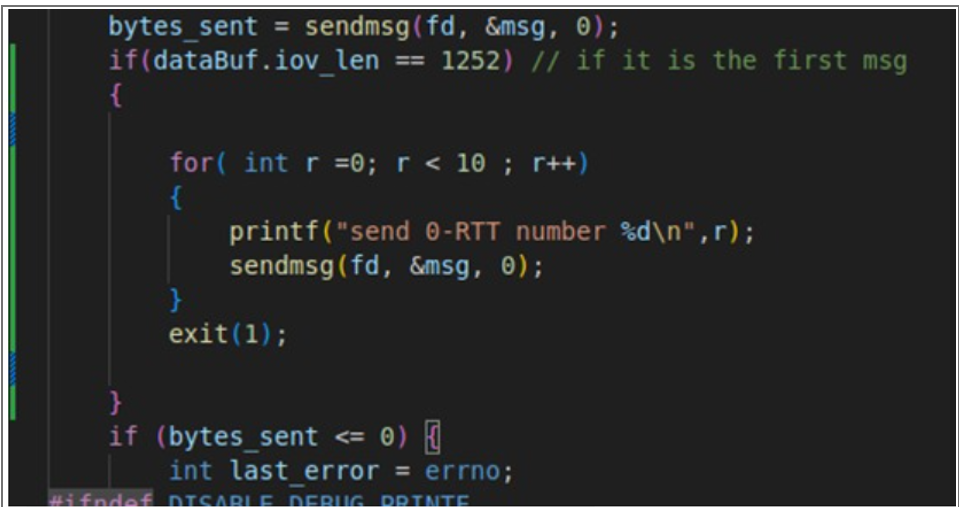 bytes_sent = sendmsg(fd, &msg, 0);
if(dataBuf.iov_len == 1252) // if it is the first msg
{
for( int r =0; r < 10 ; r++)
{
printf("send 0-RTT number %d\n",r);
sendmsg(fd, &msg, 0);
}
exit(1);
}
if (bytes_sent <= 0) {
int last_error = errno;
#ifndef DISABLE_DEBUG_PRINTF